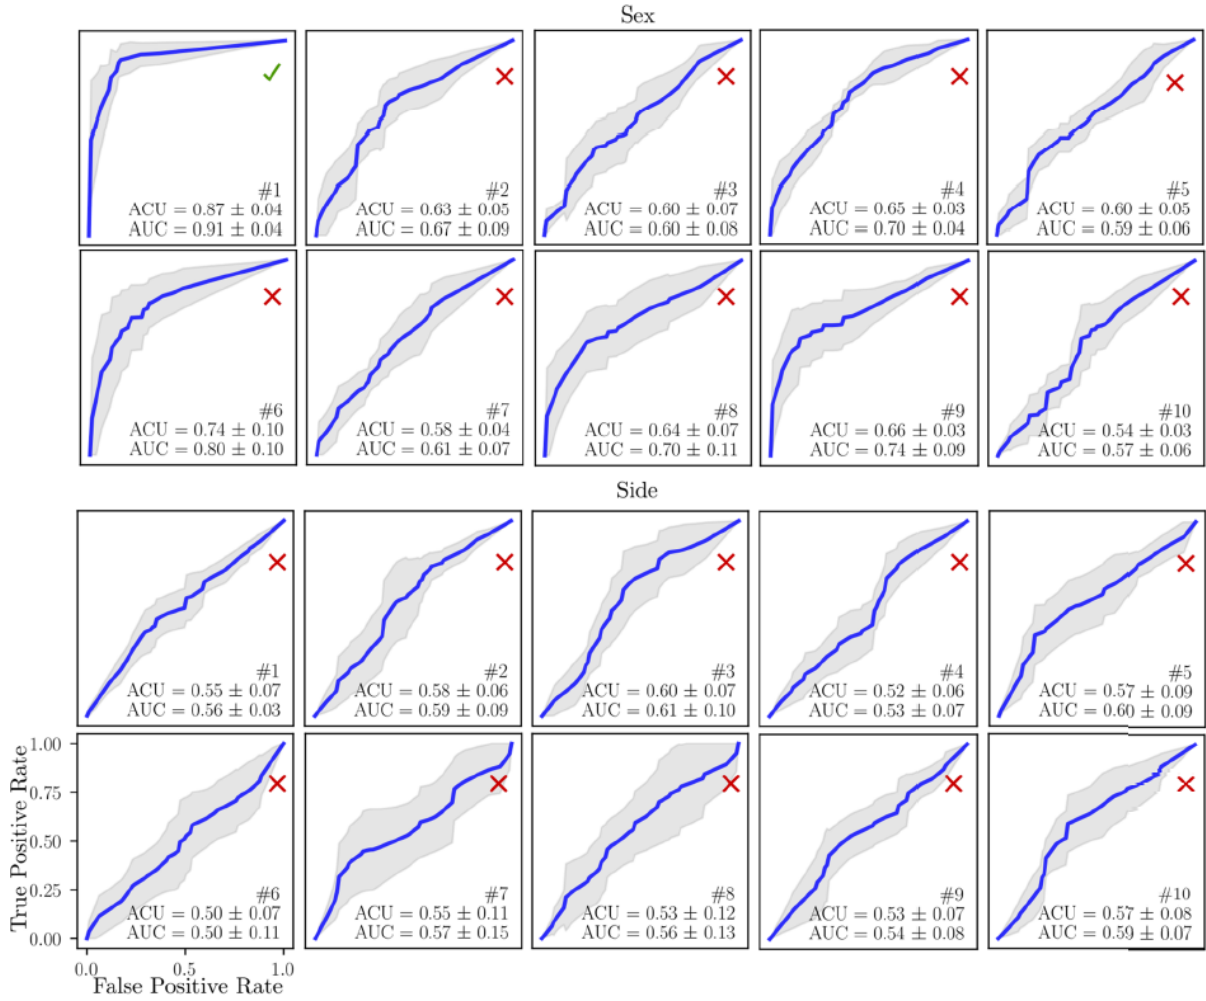 Sex
#1
ACU = 0.87 ± 0.04
AUC = 0.91 ± 0.04
#2
ACU = 0.63 ± 0.05
AUC = 0.67 ± 0.09
#3
ACU = 0.60 ± 0.07
AUC = 0.60 ± 0.08
#4
ACU = 0.65 ± 0.03
AUC = 0.70 ± 0.04
#5
ACU = 0.60 ± 0.05
AUC = 0.59 ± 0.06
#6
ACU = 0.74 ± 0.10
AUC = 0.80 ± 0.10
#7
ACU = 0.58 ± 0.04
AUC = 0.61 ± 0.07
#8
ACU = 0.64 ± 0.07
AUC = 0.70 ± 0.11
#9
ACU = 0.66 ± 0.03
AUC = 0.74 ± 0.09
#10
ACU = 0.54 ± 0.03
AUC = 0.57 ± 0.06
Side
#1
ACU = 0.55 ± 0.07
AUC = 0.56 ± 0.03
#2
ACU = 0.58 ± 0.06
AUC = 0.59 ± 0.09
#3
ACU = 0.60 ± 0.07
AUC = 0.61 ± 0.10
#4
ACU = 0.52 ± 0.06
AUC = 0.53 ± 0.07
#5
ACU = 0.57 ± 0.09
AUC = 0.60 ± 0.09
True Positive Rate
1.00
0.75
0.50
0.25
0.00
#6
ACU = 0.50 ± 0.07
AUC = 0.50 ± 0.11
#7
ACU = 0.55 ± 0.11
AUC = 0.57 ± 0.15
#8
ACU = 0.53 ± 0.12
AUC = 0.56 ± 0.13
#9
ACU = 0.53 ± 0.07
AUC = 0.54 ± 0.08
#10
ACU = 0.57 ± 0.08
AUC = 0.59 ± 0.07
0.0 0.5 1.0
False Positive Rate